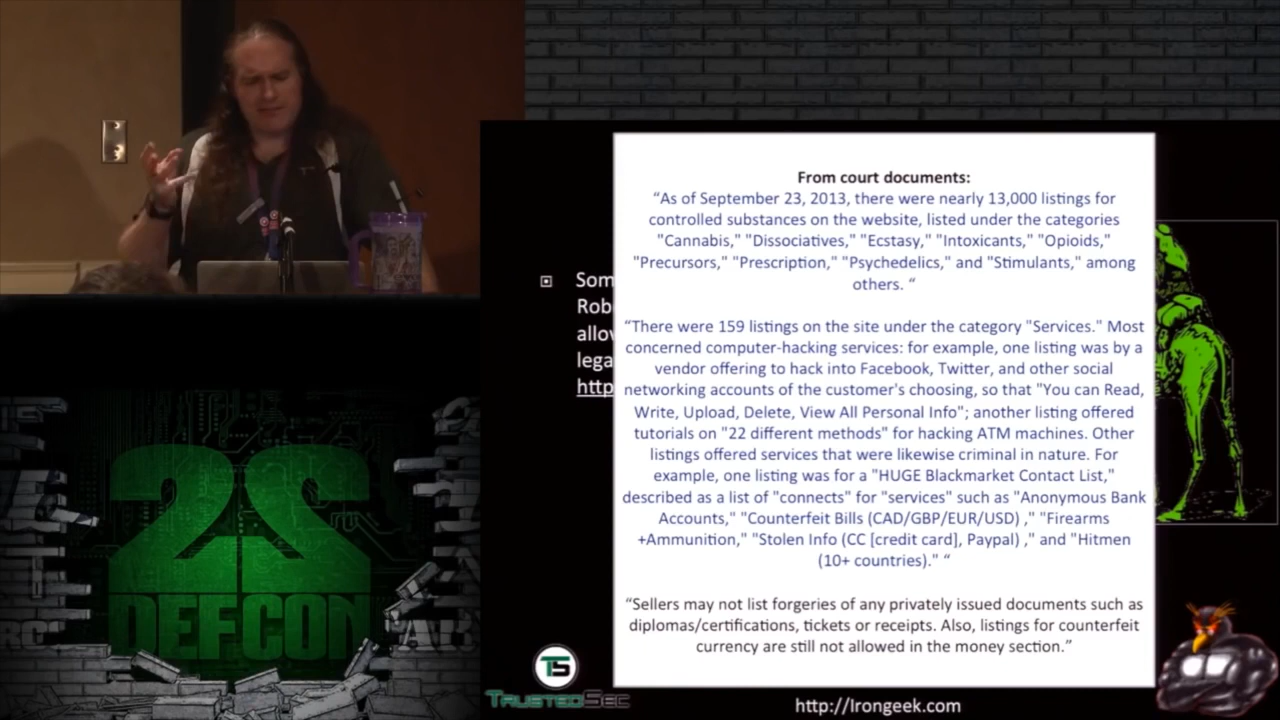 From court documents:
“As of September 23, 2013, there were nearly 13,000 listings for
controlled substances on the website, listed under the categories
"Cannabis," "Dissociatives," "Ecstasy," "Intoxicants," "Opioids,"
"Precursors," "Prescription," "Psychedelics," and "Stimulants," among
others. “
“There were 159 listings on the site under the category "Services." Most
concerned computer-hacking services: for example, one listing was by a
vendor offering to hack into Facebook, Twitter, and other social
networking accounts of the customer's choosing, so that "You can Read,
Write, Upload, Delete, View All Personal Info"; another listing offered
tutorials on "22 different methods" for hacking ATM machines. Other
listings offered services that were likewise criminal in nature. For
example, one listing was for a "HUGE Blackmarket Contact List,"
described as a list of "connects" for "services" such as "Anonymous Bank
Accounts," "Counterfeit Bills (CAD/GBP/EUR/USD) ," "Firearms
+Ammunition," "Stolen Info (CC [credit card], Paypal) ," and "Hitmen
(10+ countries)." “
“Sellers may not list forgeries of any privately issued documents such as
diplomas/certifications, tickets or receipts. Also, listings for counterfeit
currency are still not allowed in the money section.”
Som
Rob
allov
lega
http
22
DEFCON
TS
TRUSTEDSEC
http://Irongeek.com